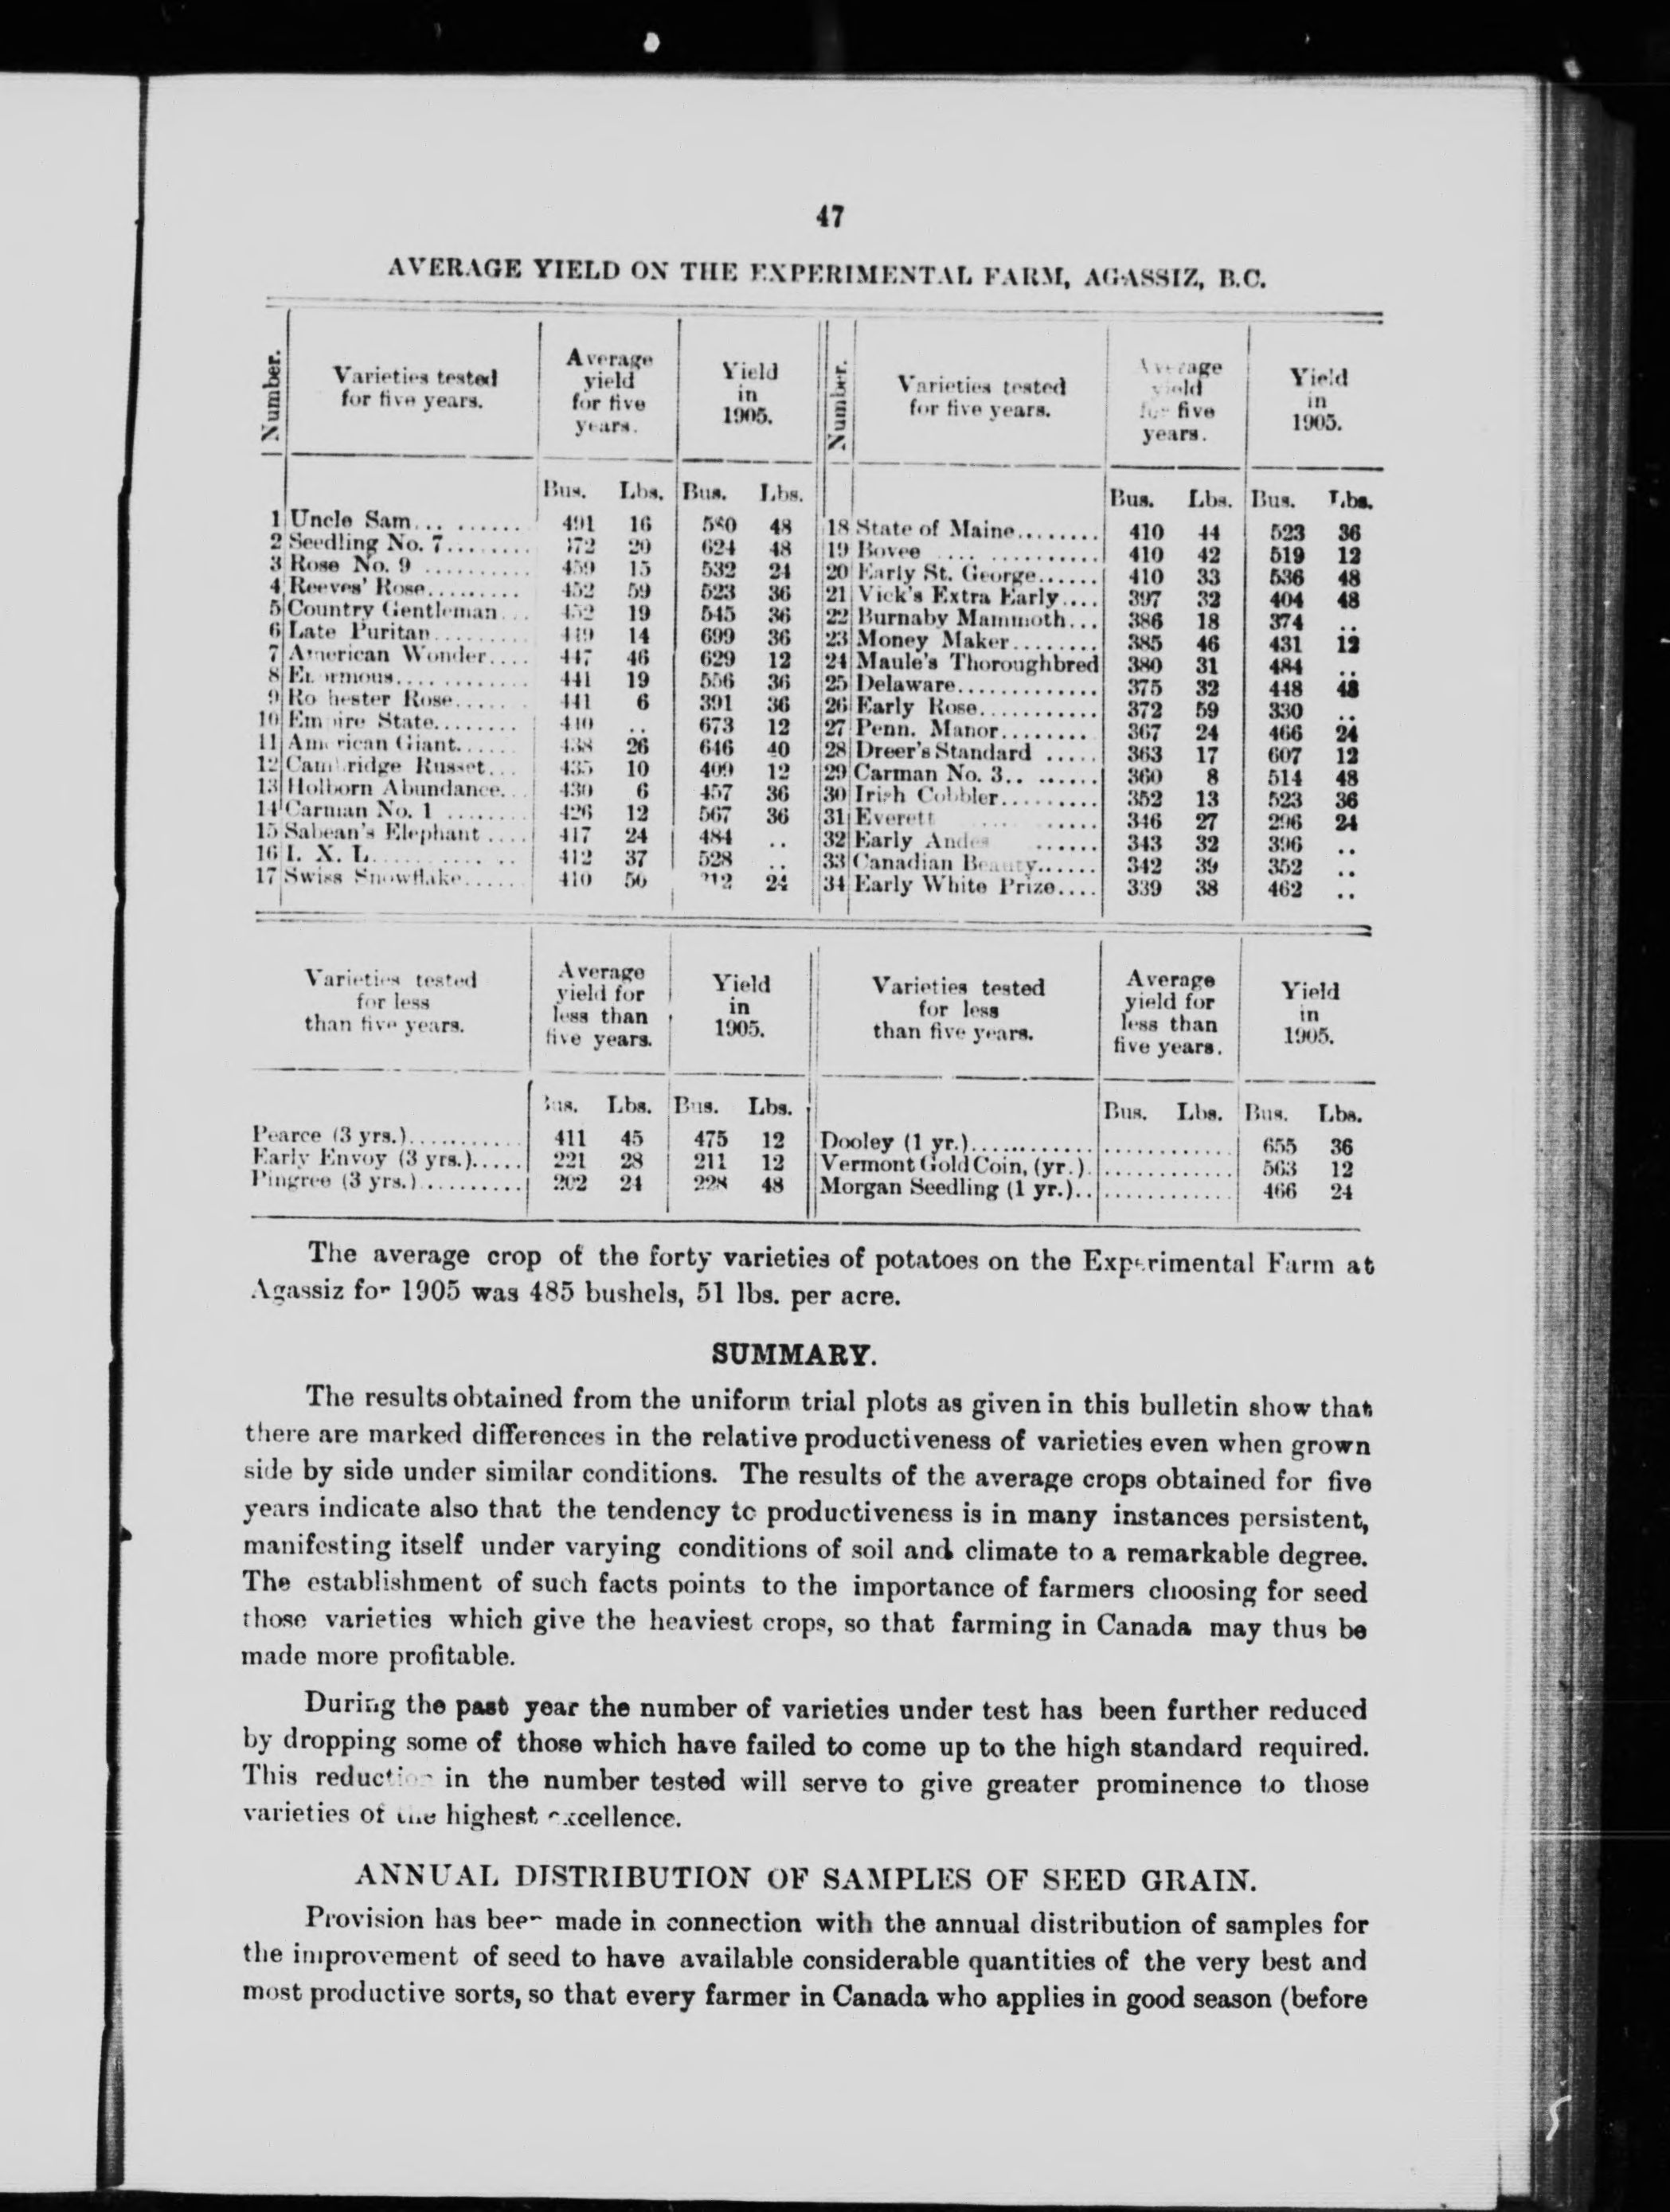 47
AVERAGE YIELD ON THE EXPERIMENTAL FARM, AGASSIZ, B.C.
Number. Varieties tested for five years. Average yield for five years. Yield in 1905. Number. Varieties tested for five years. Average yield for five years. Yield in 1905.
Bus. Lbs. Bus. Lbs. Bus. Lbs. Bus. Lbs.
1 Uncle Sam... ......... 491 16 580 48 18 State of Maine........ 410 44 523 36
2 Seedling No. 7........ 472 20 624 48 19 Bovee .... ........... 410 42 519 12
3 Rose No. 9 .......... 459 15 532 24 20 Early St. George...... 410 33 536 48
4 Reeves' Rose......... 452 59 523 36 21 Vick's Extra Early.... 397 32 404 48
5 Country Gentleman... 452 19 545 36 22 Burnaby Mammoth... 386 18 374 ..
6 Late Puritan......... 449 14 699 36 23 Money Maker........ 385 46 431 12
7 American Wonder.... 447 46 629 12 24 Maule's Thoroughbred 380 31 484 ..
8 Enormous............ 441 19 556 36 25 Delaware............. 375 32 448 48
9 Rochester Rose...... 441 6 391 36 26 Early Rose........... 372 59 330 ..
10 Empire State........ 440 .. 673 12 27 Penn. Manor......... 367 24 466 24
11 American Giant...... 438 26 646 40 28 Dreer's Standard ..... 363 17 607 12
12 Cambridge Russet... 435 10 409 12 29 Carman No. 3.. ...... 360 8 514 48
13 Holborn Abundance.. 430 6 457 36 30 Irish Cobbler.......... 352 13 523 36
14 Carman No. 1 ........ 426 12 567 36 31 Everett .... ..... 346 27 296 24
15 Sabean's Elephant .... 417 24 484 .. 32 Early Andes ...... 343 32 396 ..
16 I. X. L............ .. 412 37 528 .. 33 Canadian Beauty...... 342 39 352 ..
17 Swiss Snowflake...... 410 56 212 24 34 Early White Prize.... 339 38 462 ..
Varieties tested for less than five years. Average yield for less than five years. Yield in 1905. Varieties tested for less than five years. Average yield for less than five years. Yield in 1905.
Bus. Lbs. Bus. Lbs. Bus. Lbs. Bus. Lbs.
Pearce (3 yrs.)........... 411 45 475 12 Dooley (1 yr.)............. ............ 655 36
Early Envoy (3 yrs.)..... 221 28 211 12 Vermont Gold Coin, (yr.). ............ 563 12
Pingree (3 yrs.).......... 202 24 228 48 Morgan Seedling (1 yr.).. ............ 466 24
The average crop of the forty varieties of potatoes on the Experimental Farm at
Agassiz for 1905 was 485 bushels, 51 lbs. per acre.
SUMMARY.
The results obtained from the uniform trial plots as given in this bulletin show that
there are marked differences in the relative productiveness of varieties even when grown
side by side under similar conditions. The results of the average crops obtained for five
years indicate also that the tendency to productiveness is in many instances persistent,
manifesting itself under varying conditions of soil and climate to a remarkable degree.
The establishment of such facts points to the importance of farmers choosing for seed
those varieties which give the heaviest crops, so that farming in Canada may thus be
made more profitable.
During the past year the number of varieties under test has been further reduced
by dropping some of those which have failed to come up to the high standard required.
This reduction in the number tested will serve to give greater prominence to those
varieties of the highest excellence.
ANNUAL DISTRIBUTION OF SAMPLES OF SEED GRAIN.
Provision has been made in connection with the annual distribution of samples for
the improvement of seed to have available considerable quantities of the very best and
most productive sorts, so that every farmer in Canada who applies in good season (before